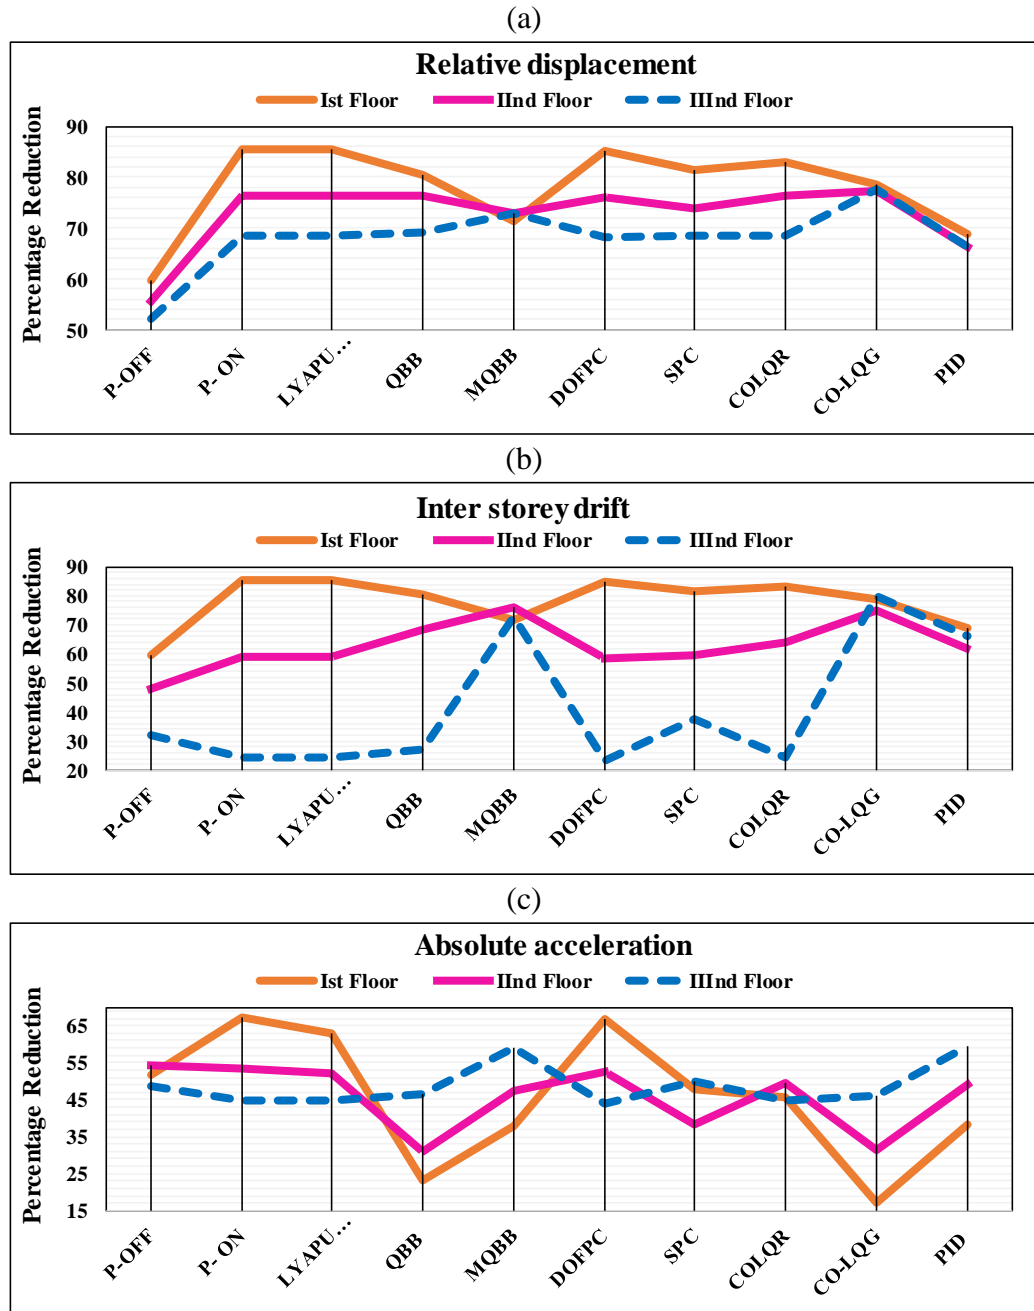 (a)
Relative displacement
Ist Floor IInd Floor IIInd Floor
Percentage Reduction
90
80
70
60
50
P-OFF P- ON LYAPU... QBB MQBB DOFPC SPC COLQR CO-LQG PID
(b)
Inter storey drift
Ist Floor IInd Floor IIInd Floor
Percentage Reduction
90
80
70
60
50
40
30
20
P-OFF P- ON LYAPU... QBB MQBB DOFPC SPC COLQR CO-LQG PID
(c)
Absolute acceleration
Ist Floor IInd Floor IIInd Floor
Percentage Reduction
65
55
45
35
25
15
P-OFF P- ON LYAPU... QBB MQBB DOFPC SPC COLQR CO-LQG PID